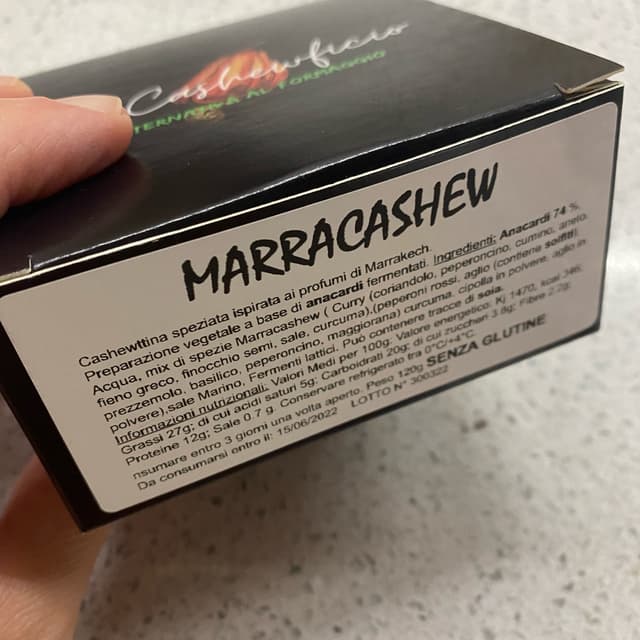 Cashewficio
TERNATIVA AL FORMAGGIO
MARRACASHEW
Cashewttina speziata ispirata ai profumi di Marrakech.
Preparazione vegetale a base di anacardi fermentati. Ingredienti: Anacardi 74 %,
Acqua, mix di spezie Marracashew ( Curry (coriandolo, peperoncino, cumino, aneto,
fieno greco, finocchio semi, sale, curcuma),(peperoni rossi, aglio (contiene solfiti)
prezzemolo, basilico, peperoncino, maggiorana) curcuma, cipolla in polvere, aglio in
polvere),sale Marino, Fermenti lattici. Può contenere tracce di soia.
Informazioni nutrizionali: Valori Medi per 100g. Valore energetico: Kj 1470, kcal 346;
Grassi 27g; di cui acidi saturi 5g; Carboidrati 20g; di cui zuccheri 3.8g; Fibre
Proteine 12g; Sale 0.7 g. Conservare refrigerato tra 0°C/+4°C.
nsumare entro 3 giorni una volta aperto. Peso 120g SENZA GLUTINE
Da consumarsi entro il: 15/06/2022 LOTTO N° 300322